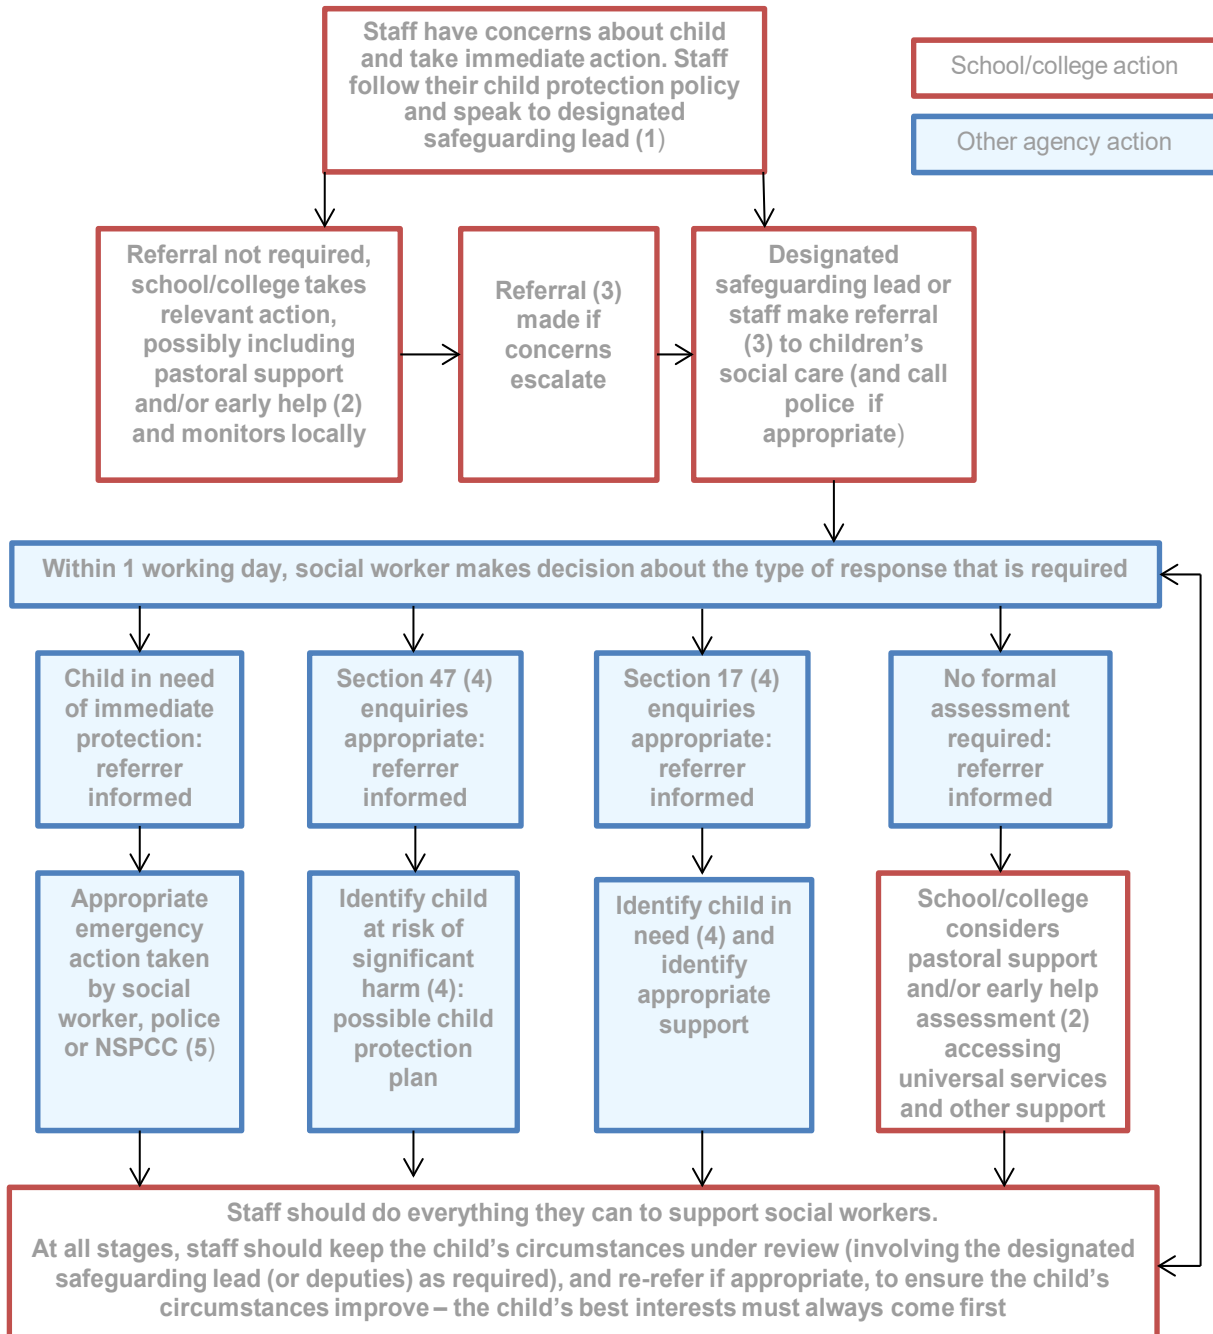 Staff have concerns about child
and take immediate action. Staff
follow their child protection policy
and speak to designated
safeguarding lead (1)
School/college action
Other agency action
Referral not required,
school/college takes
relevant action,
possibly including
pastoral support
and/or early help (2)
and monitors locally
Referral (3)
made if
concerns
escalate
Designated
safeguarding lead or
staff make referral
(3) to children’s
social care (and call
police if
appropriate)
Within 1 working day, social worker makes decision about the type of response that is required
Child in need
of immediate
protection:
referrer
informed
Section 47 (4)
enquiries
appropriate:
referrer
informed
Section 17 (4)
enquiries
appropriate:
referrer
informed
No formal
assessment
required:
referrer
informed
Appropriate
emergency
action taken
by social
worker, police
or NSPCC (5)
Identify child
at risk of
significant
harm (4):
possible child
protection
plan
Identify child in
need (4) and
identify
appropriate
support
School/college
considers
pastoral support
and/or early help
assessment (2)
accessing
universal services
and other support
Staff should do everything they can to support social workers.
At all stages, staff should keep the child’s circumstances under review (involving the designated
safeguarding lead (or deputies) as required), and re-refer if appropriate, to ensure the child’s
circumstances improve – the child’s best interests must always come first